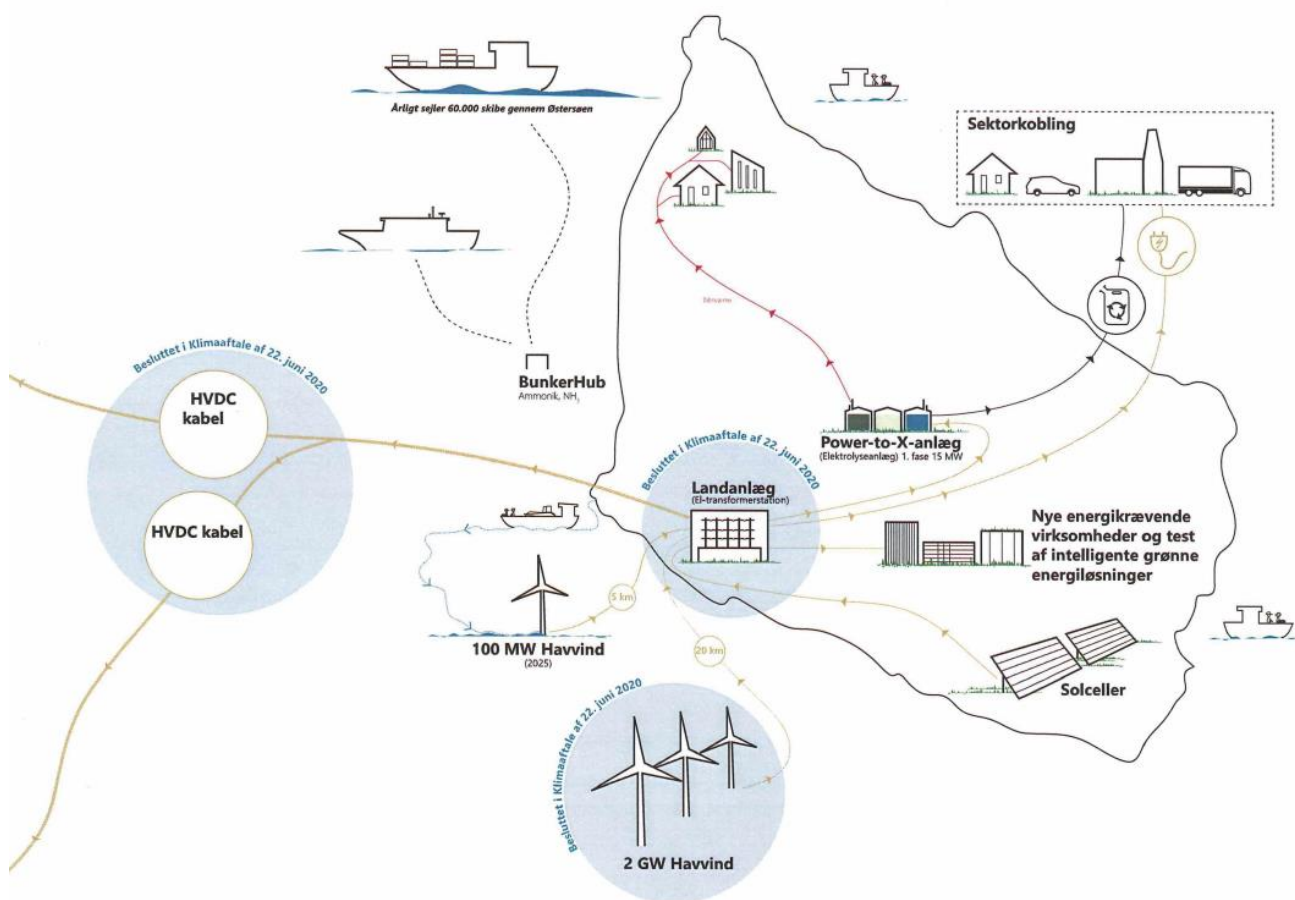 Årligt sejler 60.000 skibe gennem Østersøen
Sektorkobling
fjernvarme
Besluttet i Klimaaftale af 22. juni 2020
HVDC
kabel
HVDC kabel
BunkerHub
Ammonik, NH3
Power-to-X-anlæg
(Elektrolyseanlæg) 1. fase 15 MW
Besluttet i Klimaaftale af 22. juni 2020
Landanlæg
(El-transformerstation)
Nye energikrævende
virksomheder og test
af intelligente grønne
energiløsninger
5 km
100 MW Havvind
(2025)
20 km
Solceller
Besluttet i Klimaaftale af 22. juni 2020
2 GW Havvind